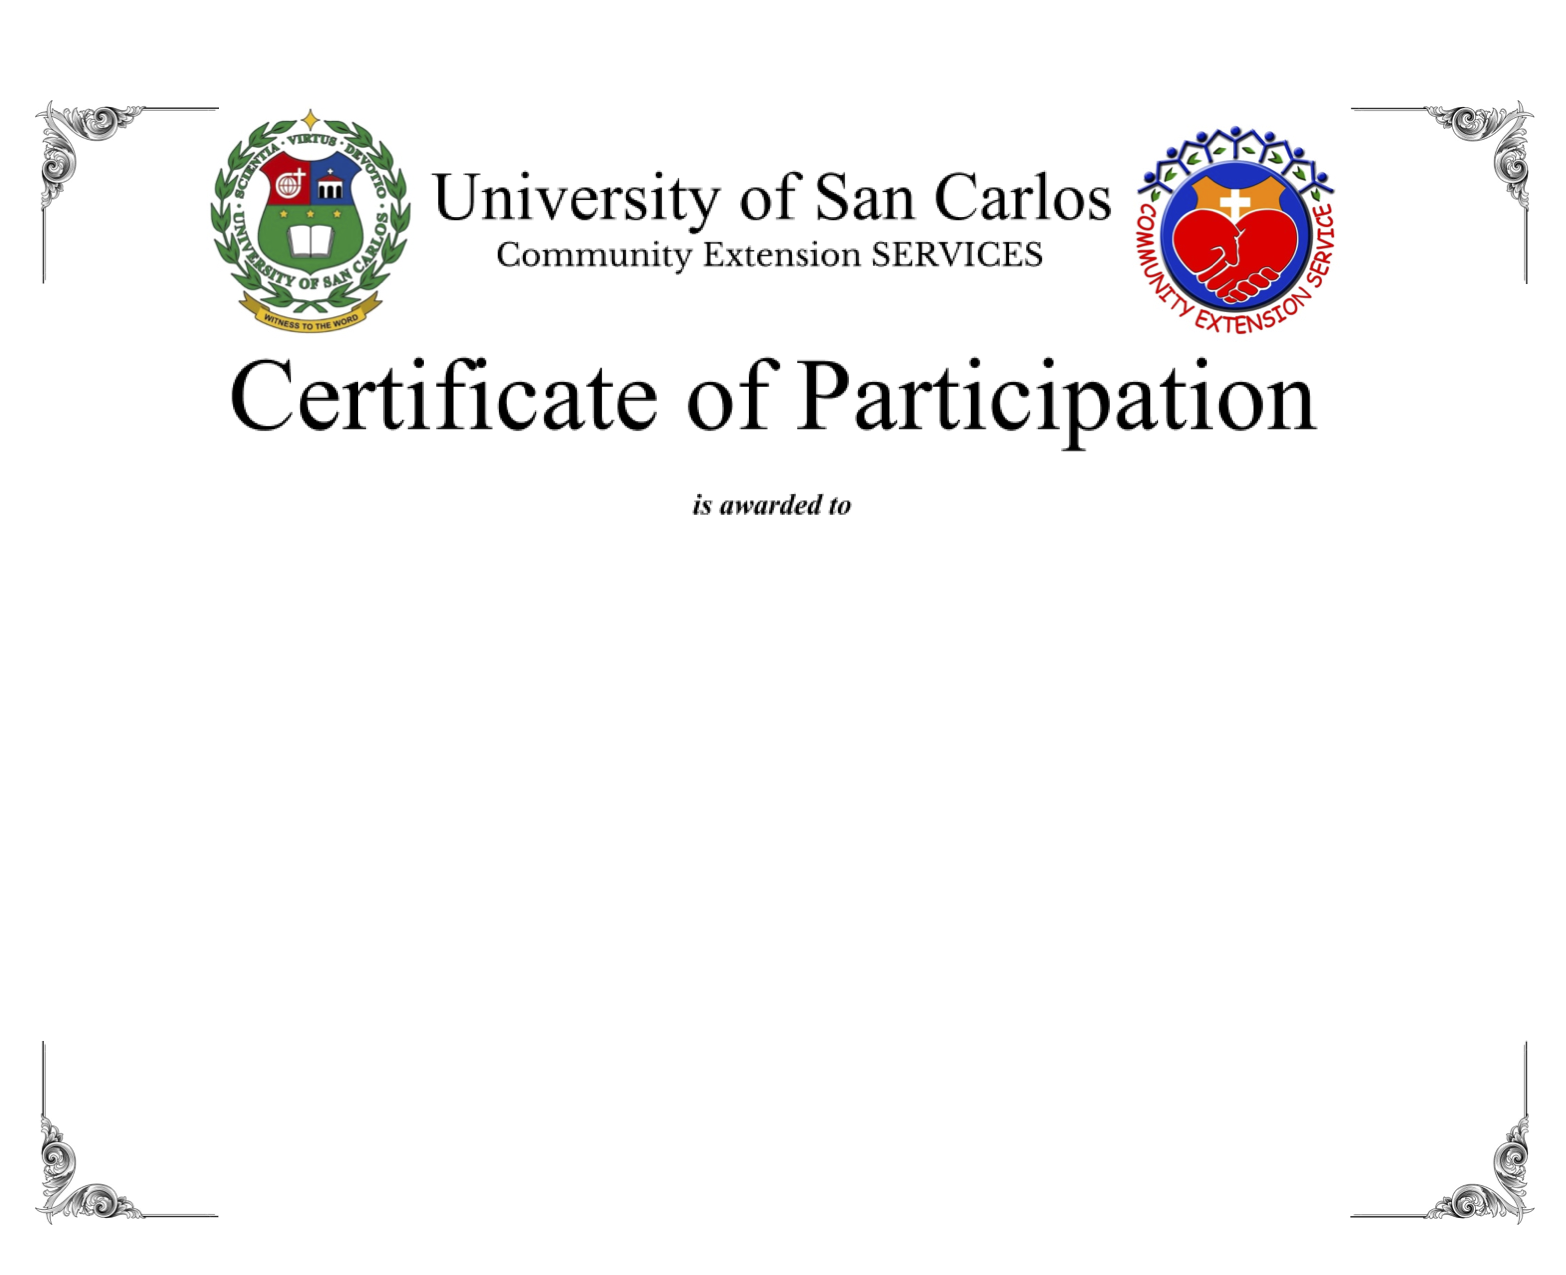 SCIENTIA · VIRTUS · DEVOTIO
· UNIVERSITY OF SAN CARLOS ·
WITNESS TO THE WORD
University of San Carlos
Community Extension SERVICES
COMMUNITY EXTENSION SERVICE
Certificate of Participation
is awarded to